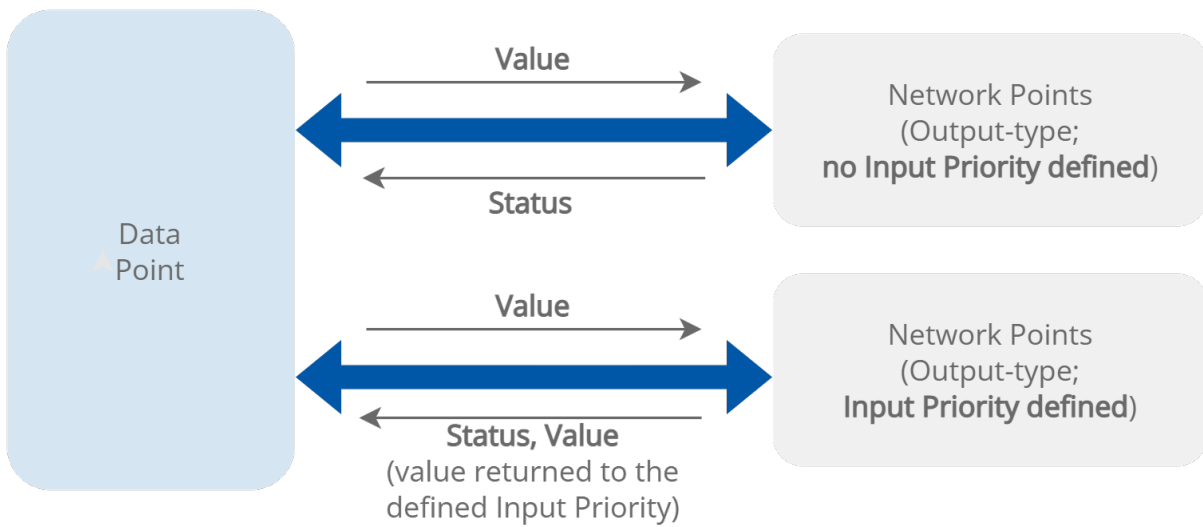 Data
Point
Value
Status
Network Points
(Output-type;
no Input Priority defined)
Value
Status, Value
(value returned to the
defined Input Priority)
Network Points
(Output-type;
Input Priority defined)